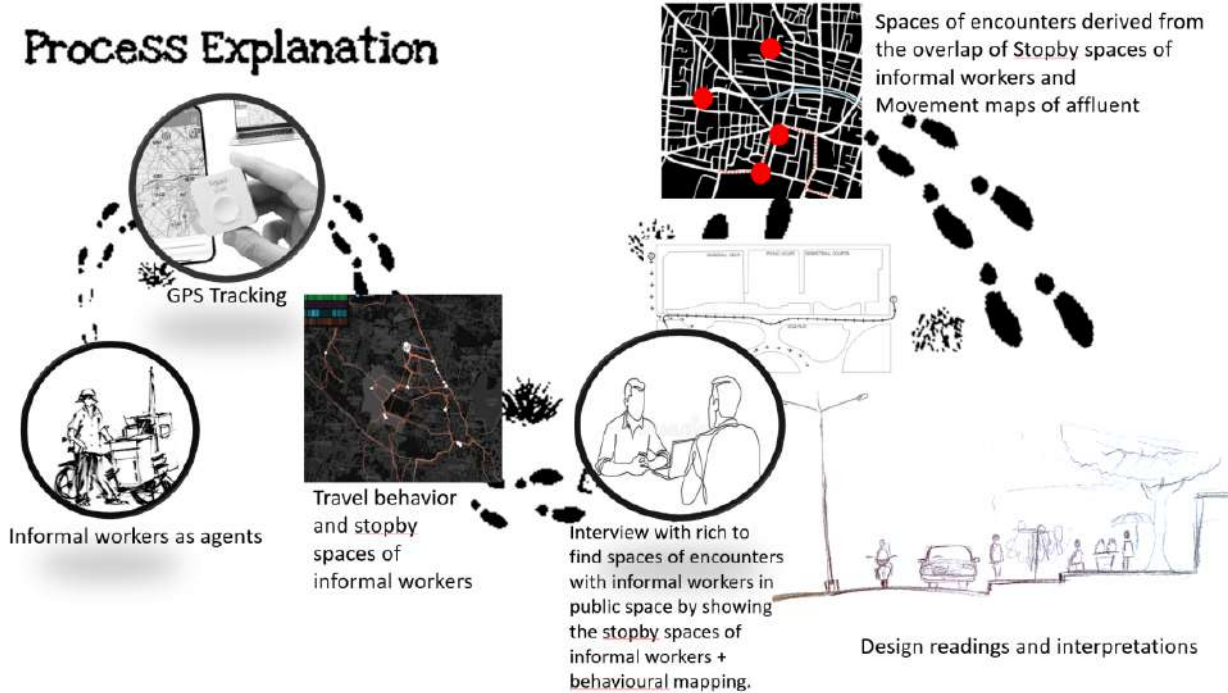 Process Explanation
GPS Tracking
Informal workers as agents
Travel behavior
and stopby
spaces of
informal workers
Interview with rich to
find spaces of encounters
with informal workers in
public space by showing
the stopby spaces of
informal workers +
behavioural mapping.
Spaces of encounters derived from
the overlap of Stopby spaces of
informal workers and
Movement maps of affluent
BASKETBALL COURTS
Design readings and interpretations